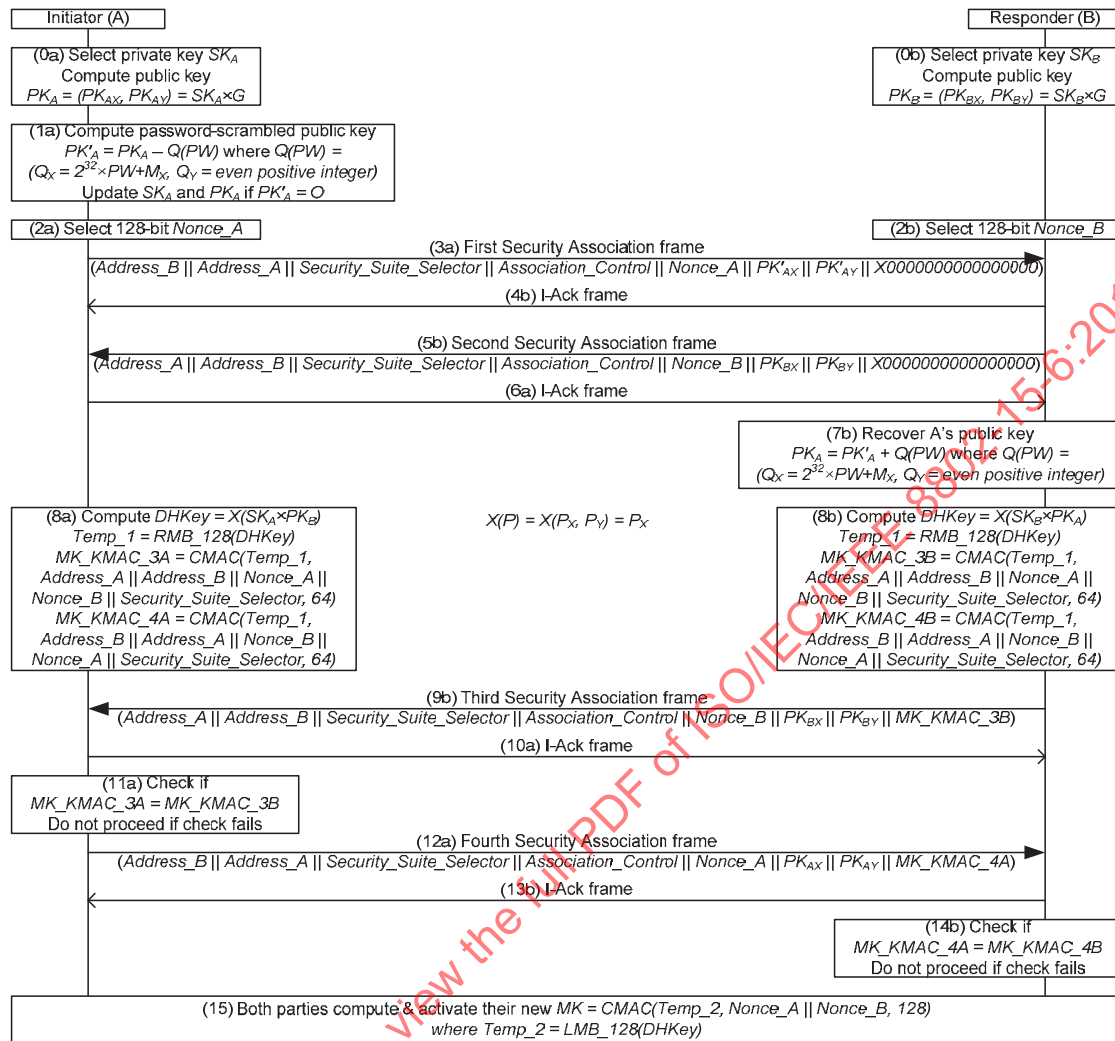 Initiator (A)
Responder (B)
(0a) Select private key SK_A
Compute public key
PK_A = (PK_AX, PK_AY) = SK_A×G
(0b) Select private key SK_B
Compute public key
PK_B = (PK_BX, PK_BY) = SK_B×G
(1a) Compute password-scrambled public key
PK'_A = PK_A – Q(PW) where Q(PW) =
(Q_X = 2^32×PW+M_X, Q_Y = even positive integer)
Update SK_A and PK_A if PK'_A = O
(2a) Select 128-bit Nonce_A
(2b) Select 128-bit Nonce_B
(3a) First Security Association frame
(Address_B || Address_A || Security_Suite_Selector || Association_Control || Nonce_A || PK'_AX || PK'_AY || X0000000000000000)
(4b) I-Ack frame
(5b) Second Security Association frame
(Address_A || Address_B || Security_Suite_Selector || Association_Control || Nonce_B || PK_BX || PK_BY || X0000000000000000)
(6a) I-Ack frame
(7b) Recover A's public key
PK_A = PK'_A + Q(PW) where Q(PW) =
(Q_X = 2^32×PW+M_X, Q_Y = even positive integer)
(8a) Compute DHKey = X(SK_A×PK_B)
Temp_1 = RMB_128(DHKey)
MK_KMAC_3A = CMAC(Temp_1,
Address_A || Address_B || Nonce_A ||
Nonce_B || Security_Suite_Selector, 64)
MK_KMAC_4A = CMAC(Temp_1,
Address_B || Address_A || Nonce_B ||
Nonce_A || Security_Suite_Selector, 64)
X(P) = X(P_X, P_Y) = P_X
(8b) Compute DHKey = X(SK_B×PK_A)
Temp_1 = RMB_128(DHKey)
MK_KMAC_3B = CMAC(Temp_1,
Address_A || Address_B || Nonce_A ||
Nonce_B || Security_Suite_Selector, 64)
MK_KMAC_4B = CMAC(Temp_1,
Address_B || Address_A || Nonce_B ||
Nonce_A || Security_Suite_Selector, 64)
(9b) Third Security Association frame
(Address_A || Address_B || Security_Suite_Selector || Association_Control || Nonce_B || PK_BX || PK_BY || MK_KMAC_3B)
(10a) I-Ack frame
(11a) Check if
MK_KMAC_3A = MK_KMAC_3B
Do not proceed if check fails
(12a) Fourth Security Association frame
(Address_B || Address_A || Security_Suite_Selector || Association_Control || Nonce_A || PK_AX || PK_AY || MK_KMAC_4A)
(13b) I-Ack frame
(14b) Check if
MK_KMAC_4A = MK_KMAC_4B
Do not proceed if check fails
(15) Both parties compute & activate their new MK = CMAC(Temp_2, Nonce_A || Nonce_B, 128)
where Temp_2 = LMB_128(DHKey)
view the full PDF of ISO/IEC/IEEE 8802-15-6:201